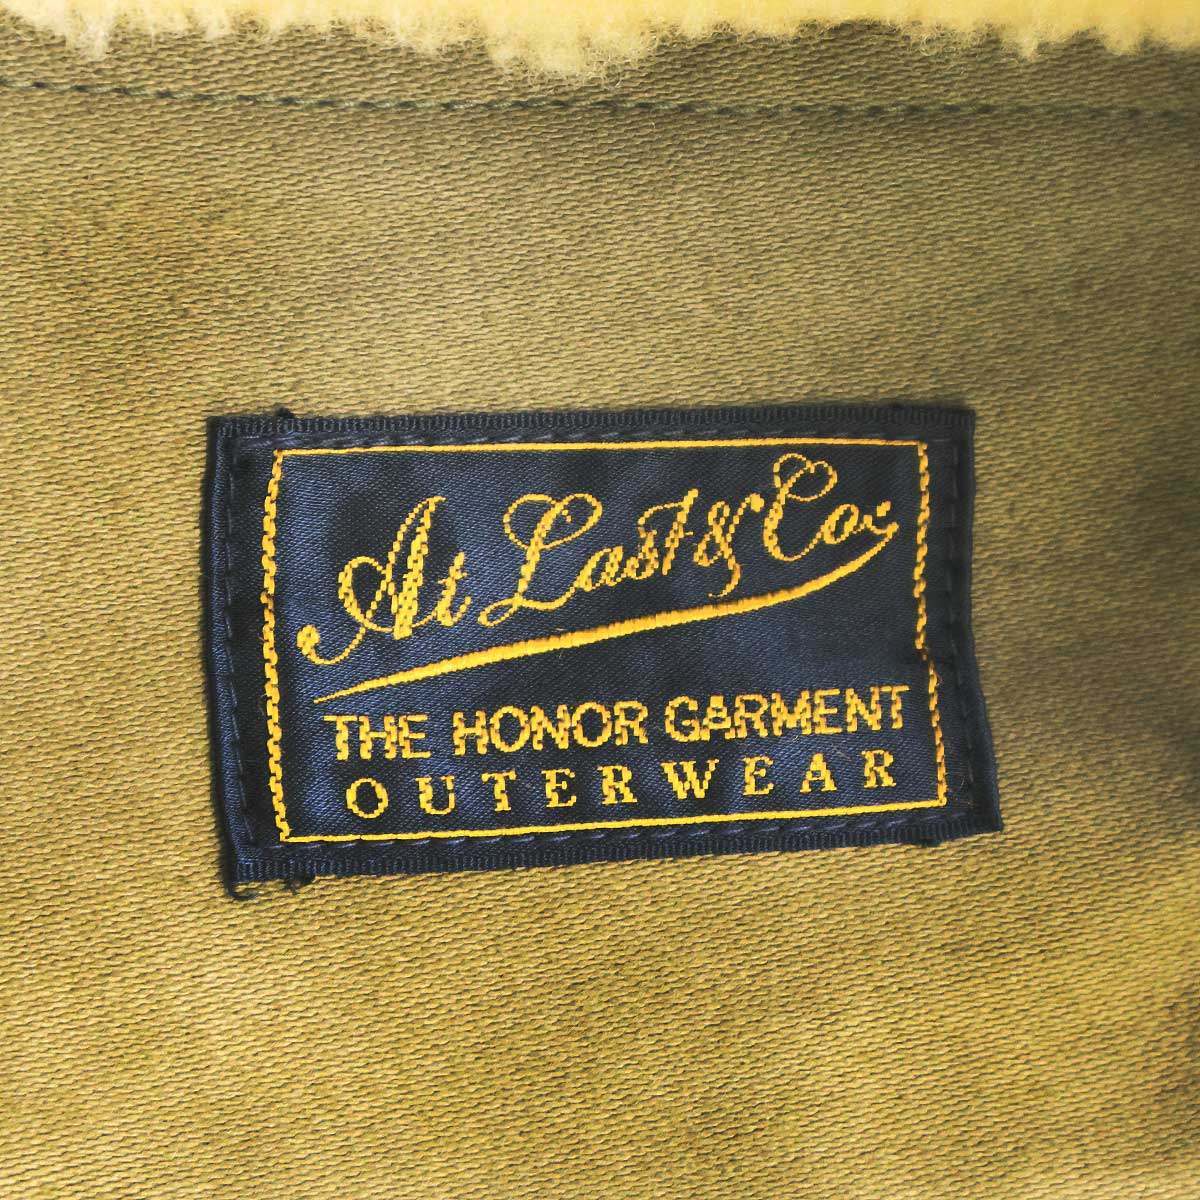 At Last & Co.
THE HONOR GARMENT
OUTERWEAR